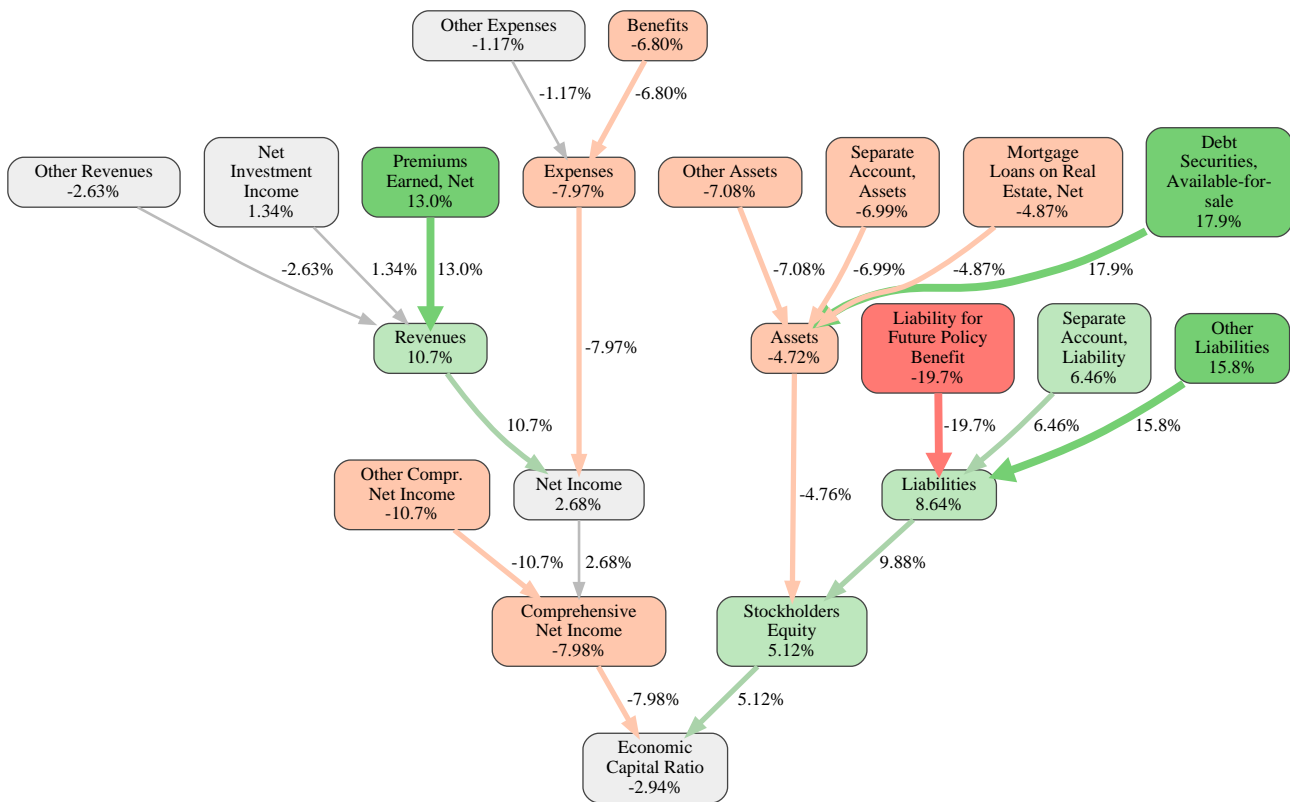 Other Expenses
-1.17%
Benefits
-6.80%
-1.17%
-6.80%
Other Revenues
-2.63%
Net
Investment
Income
1.34%
Premiums
Earned, Net
13.0%
Expenses
-7.97%
Other Assets
-7.08%
Separate
Account,
Assets
-6.99%
Mortgage
Loans on Real
Estate, Net
-4.87%
Debt
Securities,
Available-for-
sale
17.9%
-2.63%
1.34%
13.0%
-7.08%
-6.99%
-4.87%
17.9%
Revenues
10.7%
-7.97%
Assets
-4.72%
Liability for
Future Policy
Benefit
-19.7%
Separate
Account,
Liability
6.46%
Other
Liabilities
15.8%
10.7%
-19.7%
6.46%
15.8%
Other Compr.
Net Income
-10.7%
Net Income
2.68%
-4.76%
Liabilities
8.64%
-10.7%
2.68%
9.88%
Comprehensive
Net Income
-7.98%
Stockholders
Equity
5.12%
-7.98%
5.12%
Economic
Capital Ratio
-2.94%